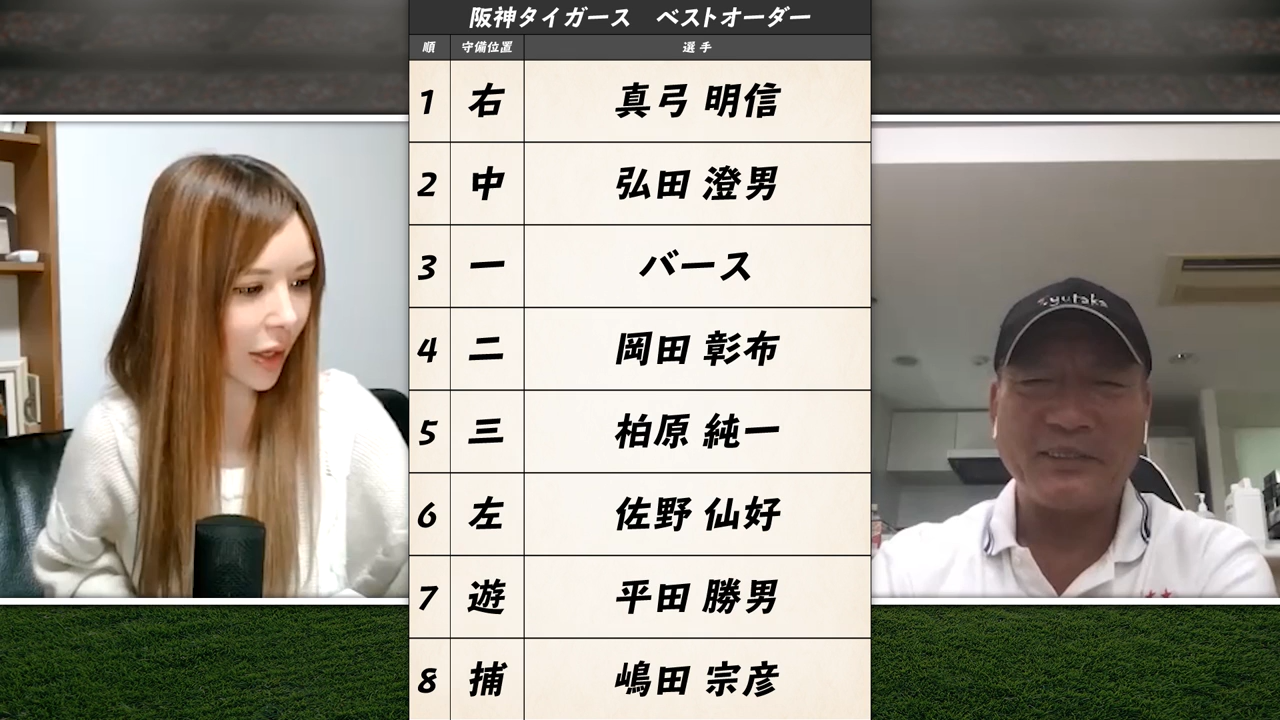 阪神タイガース ベストオーダー
順 守備位置 選手
1 右 真弓 明信
2 中 弘田 澄男
3 一 バース
4 二 岡田 彰布
5 三 柏原 純一
6 左 佐野 仙好
7 遊 平田 勝男
8 捕 嶋田 宗彦
yutaka